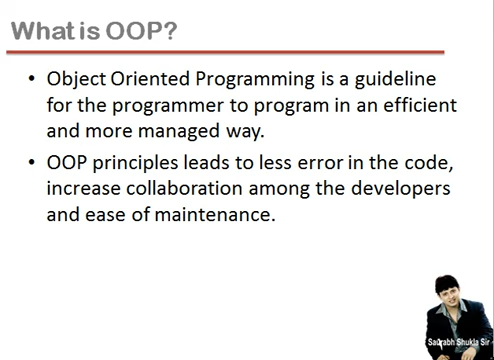 What is OOP?
• Object Oriented Programming is a guideline
for the programmer to program in an efficient
and more managed way.
• OOP principles leads to less error in the code,
increase collaboration among the developers
and ease of maintenance.
Saurabh Shukla Sir